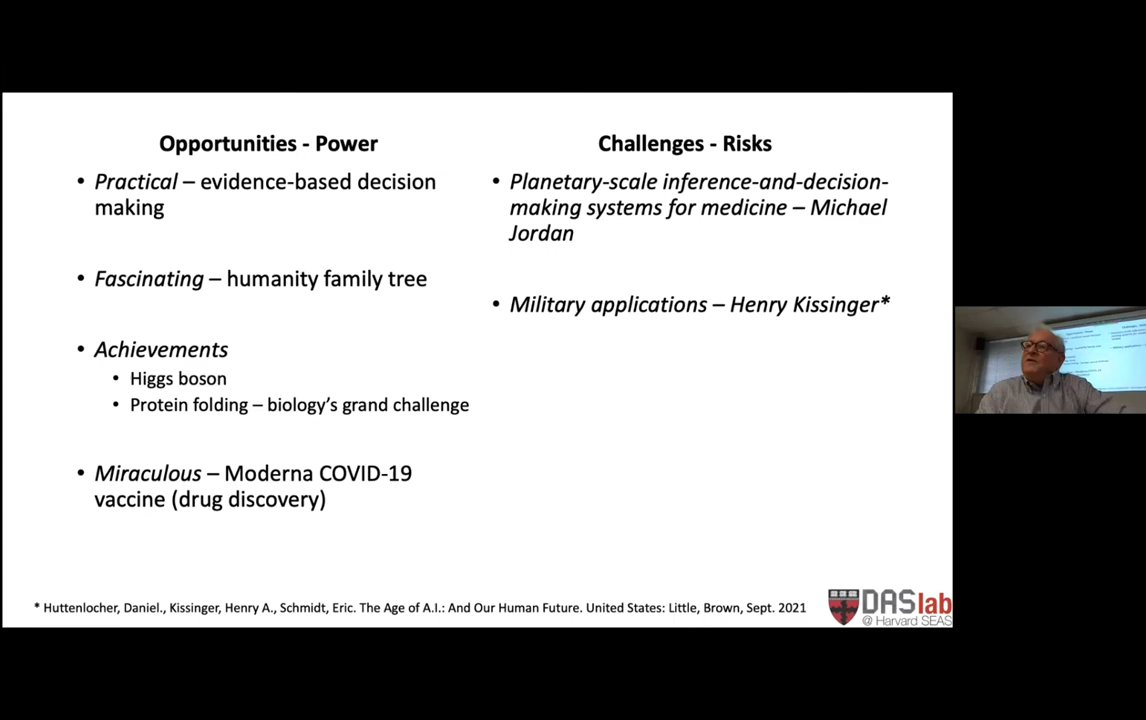 Opportunities - Power
• Practical – evidence-based decision
making
• Fascinating – humanity family tree
• Achievements
• Higgs boson
• Protein folding – biology’s grand challenge
• Miraculous – Moderna COVID-19
vaccine (drug discovery)
Challenges - Risks
• Planetary-scale inference-and-decision-
making systems for medicine – Michael
Jordan
• Military applications – Henry Kissinger*
* Huttenlocher, Daniel., Kissinger, Henry A., Schmidt, Eric. The Age of A.I.: And Our Human Future. United States: Little, Brown, Sept. 2021
DASlab
@ Harvard SEAS